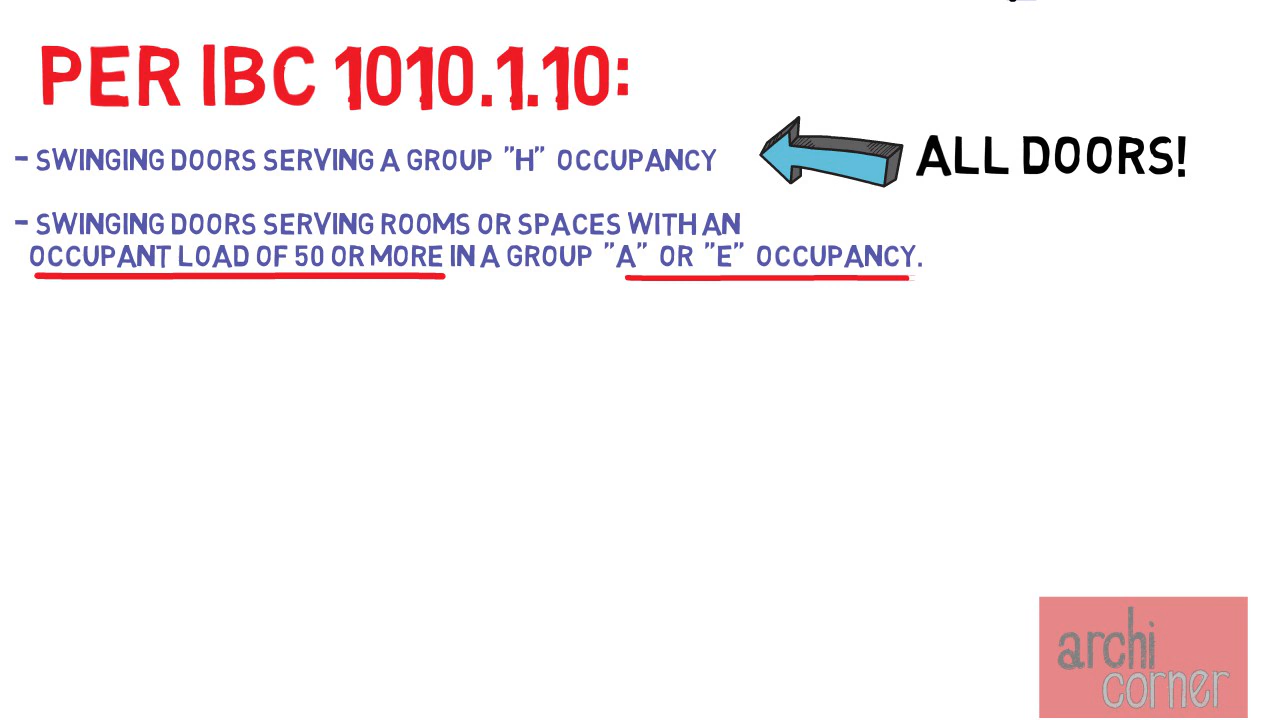 PER IBC 1010.1.10:
- SWINGING DOORS SERVING A GROUP "H" OCCUPANCY
ALL DOORS!
- SWINGING DOORS SERVING ROOMS OR SPACES WITH AN
OCCUPANT LOAD OF 50 OR MORE IN A GROUP "A" OR "E" OCCUPANCY.
archi
corner